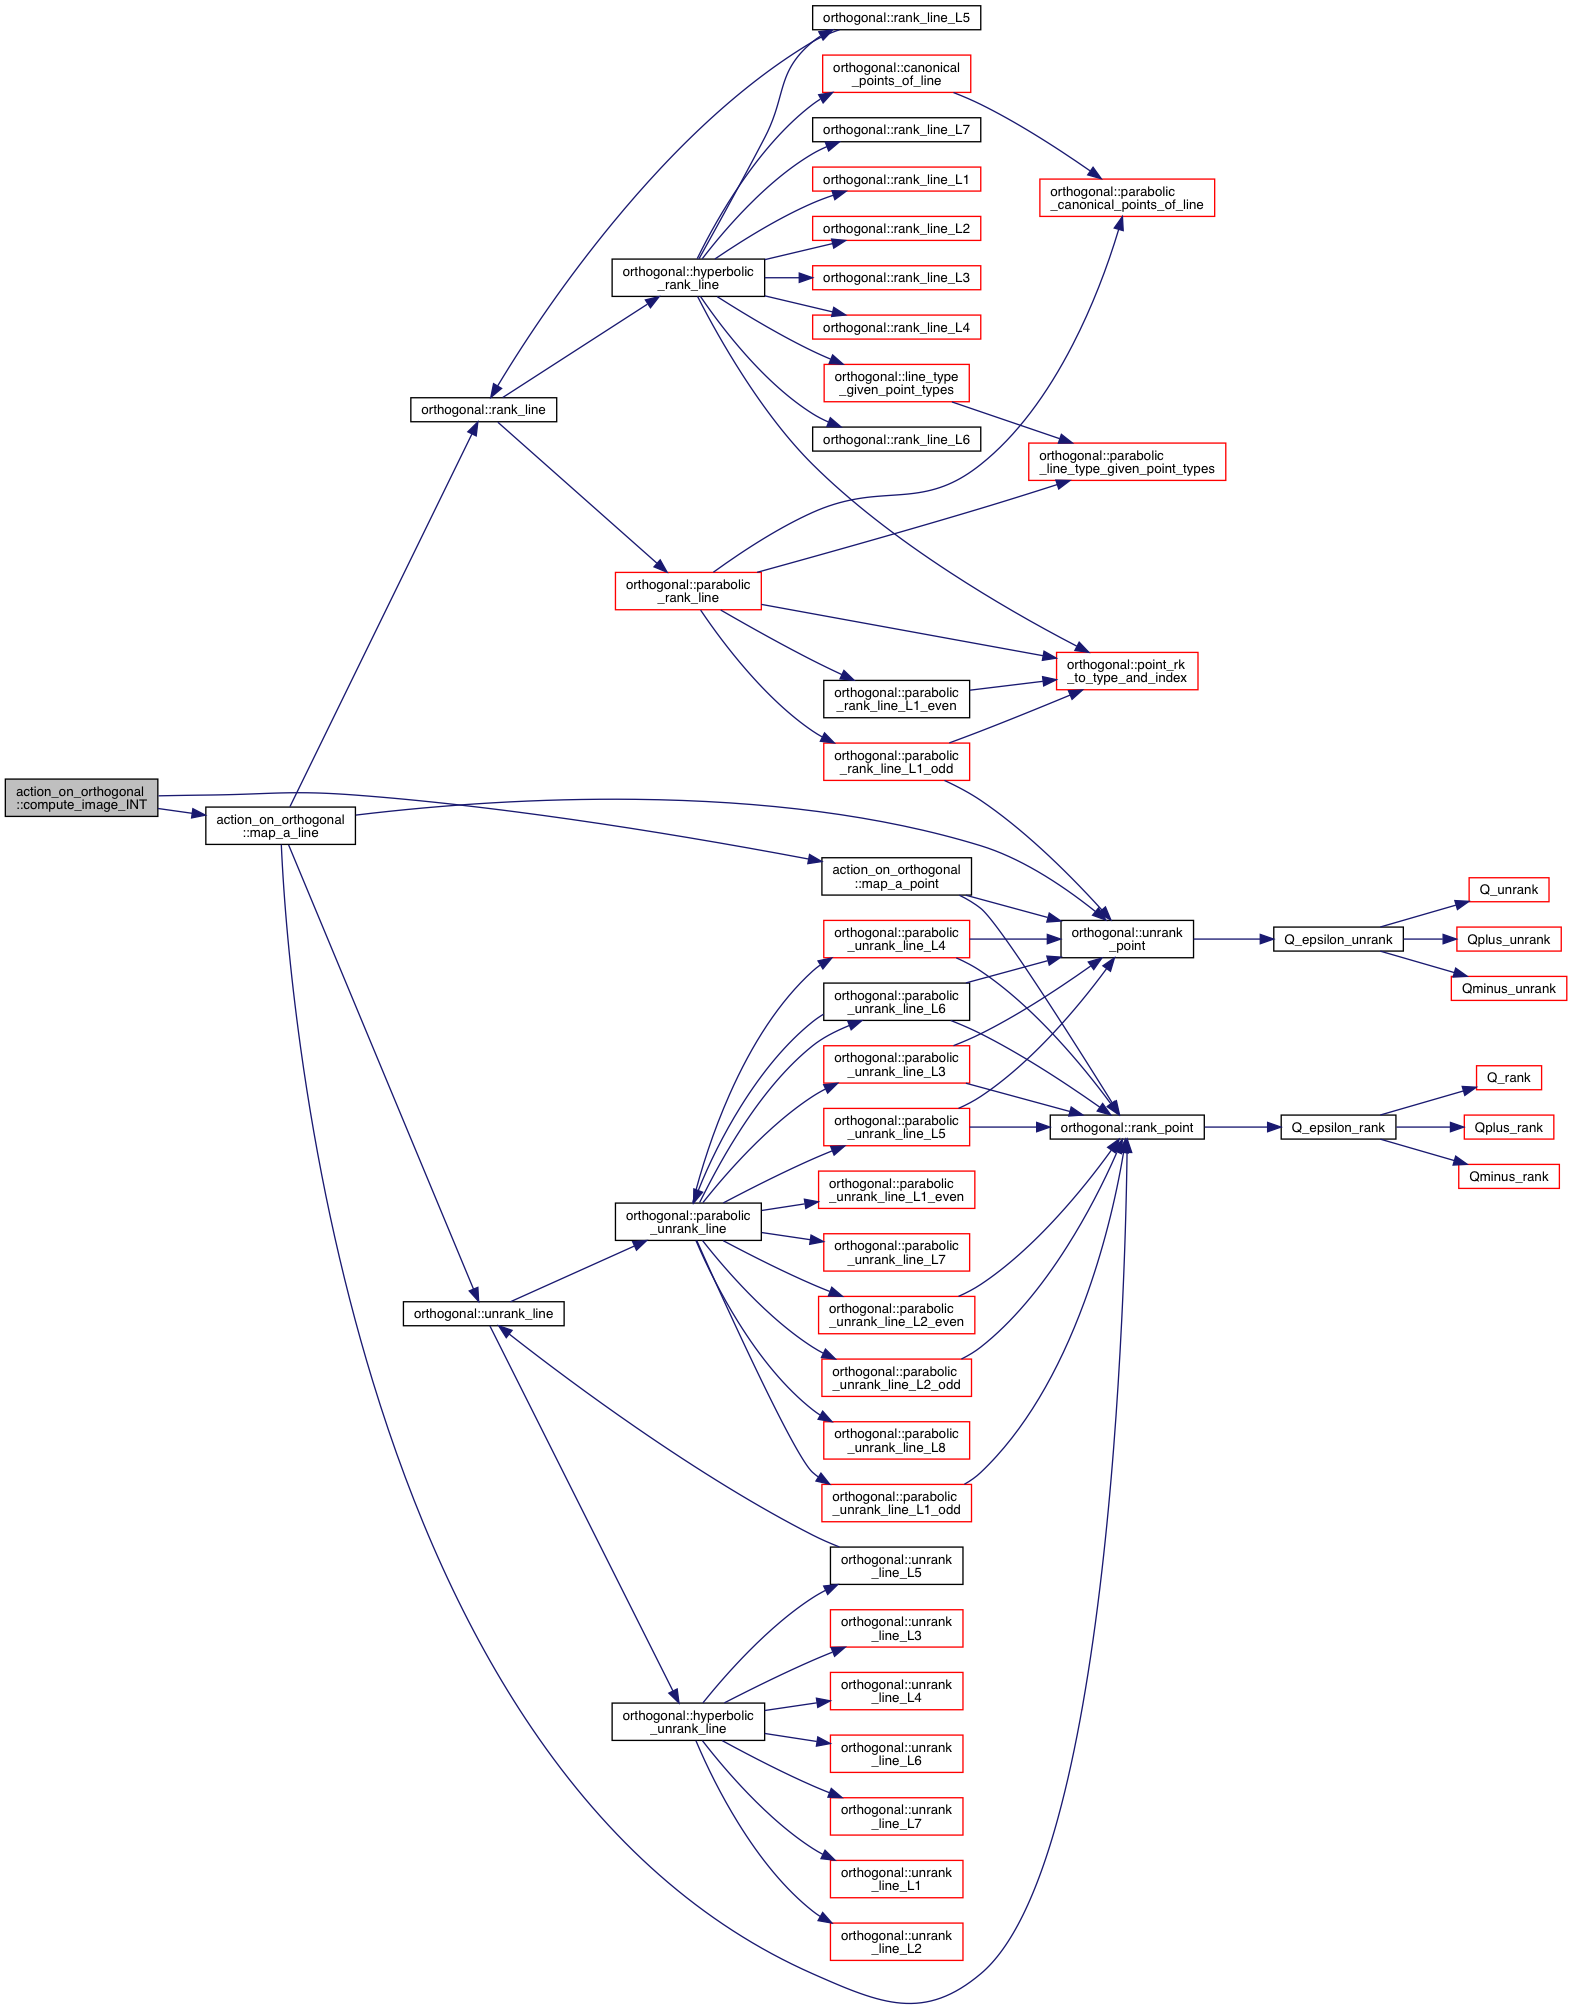 orthogonal::rank_line_L5
orthogonal::canonical
_points_of_line
orthogonal::rank_line_L7
orthogonal::rank_line_L1
orthogonal::parabolic
_canonical_points_of_line
orthogonal::rank_line_L2
orthogonal::hyperbolic
_rank_line
orthogonal::rank_line_L3
orthogonal::rank_line_L4
orthogonal::line_type
_given_point_types
orthogonal::rank_line
orthogonal::rank_line_L6
orthogonal::parabolic
_line_type_given_point_types
orthogonal::parabolic
_rank_line
orthogonal::point_rk
_to_type_and_index
orthogonal::parabolic
_rank_line_L1_even
orthogonal::parabolic
_rank_line_L1_odd
action_on_orthogonal
::compute_image_INT
action_on_orthogonal
::map_a_line
action_on_orthogonal
::map_a_point
Q_unrank
orthogonal::parabolic
_unrank_line_L4
orthogonal::unrank
_point
Q_epsilon_unrank
Qplus_unrank
Qminus_unrank
orthogonal::parabolic
_unrank_line_L6
orthogonal::parabolic
_unrank_line_L3
Q_rank
orthogonal::parabolic
_unrank_line_L5
orthogonal::rank_point
Q_epsilon_rank
Qplus_rank
Qminus_rank
orthogonal::parabolic
_unrank_line_L1_even
orthogonal::parabolic
_unrank_line
orthogonal::parabolic
_unrank_line_L7
orthogonal::unrank_line
orthogonal::parabolic
_unrank_line_L2_even
orthogonal::parabolic
_unrank_line_L2_odd
orthogonal::parabolic
_unrank_line_L8
orthogonal::parabolic
_unrank_line_L1_odd
orthogonal::unrank
_line_L5
orthogonal::unrank
_line_L3
orthogonal::unrank
_line_L4
orthogonal::hyperbolic
_unrank_line
orthogonal::unrank
_line_L6
orthogonal::unrank
_line_L7
orthogonal::unrank
_line_L1
orthogonal::unrank
_line_L2